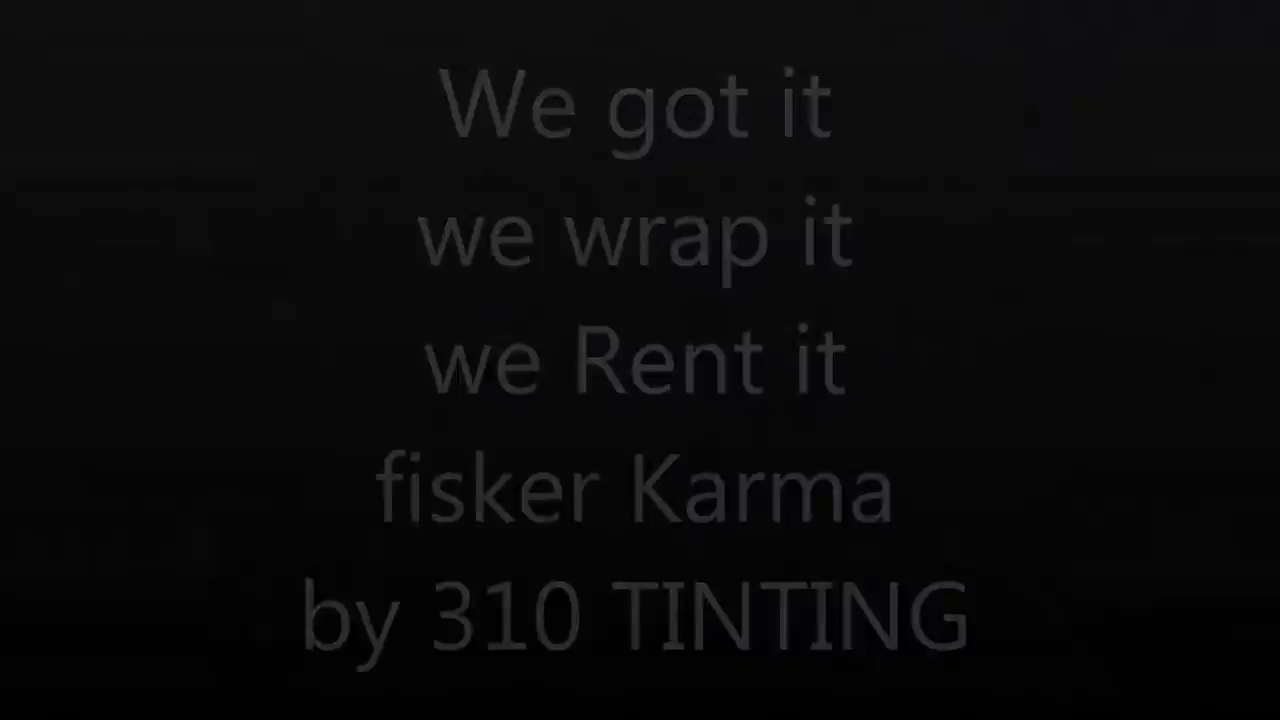 We got it
we wrap it
we Rent it
fisker Karma
by 310 TINTING